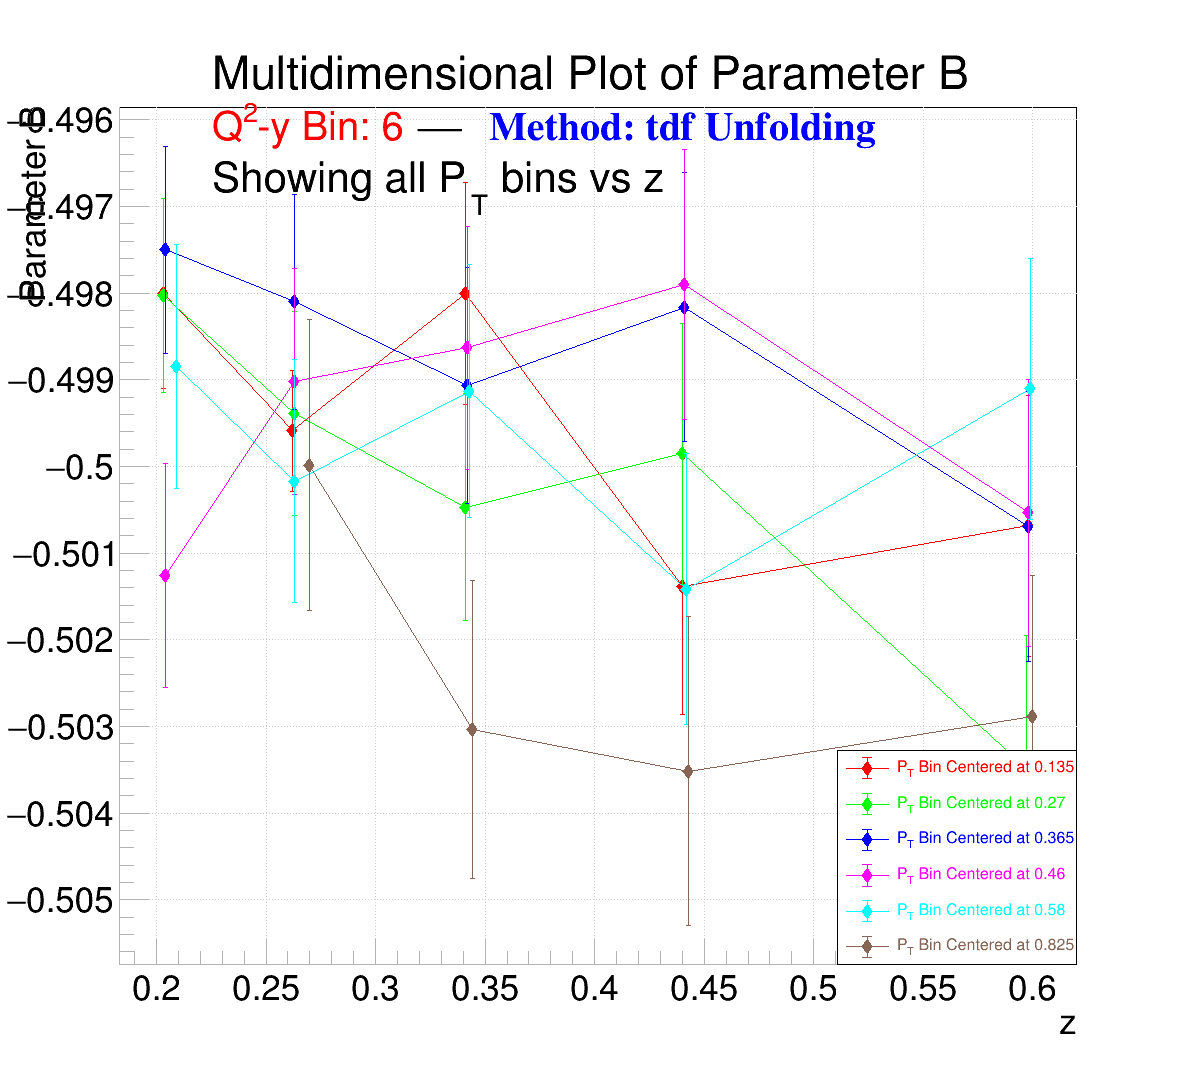 Multidimensional Plot of Parameter B
Q2-y Bin: 6 — Method: tdf Unfolding
Showing all PT bins vs z
Parameter B
−0.496
−0.497
−0.498
−0.499
−0.5
−0.501
−0.502
−0.503
−0.504
−0.505
PT Bin Centered at 0.135
PT Bin Centered at 0.27
PT Bin Centered at 0.365
PT Bin Centered at 0.46
PT Bin Centered at 0.58
PT Bin Centered at 0.825
0.2 0.25 0.3 0.35 0.4 0.45 0.5 0.55 0.6
z